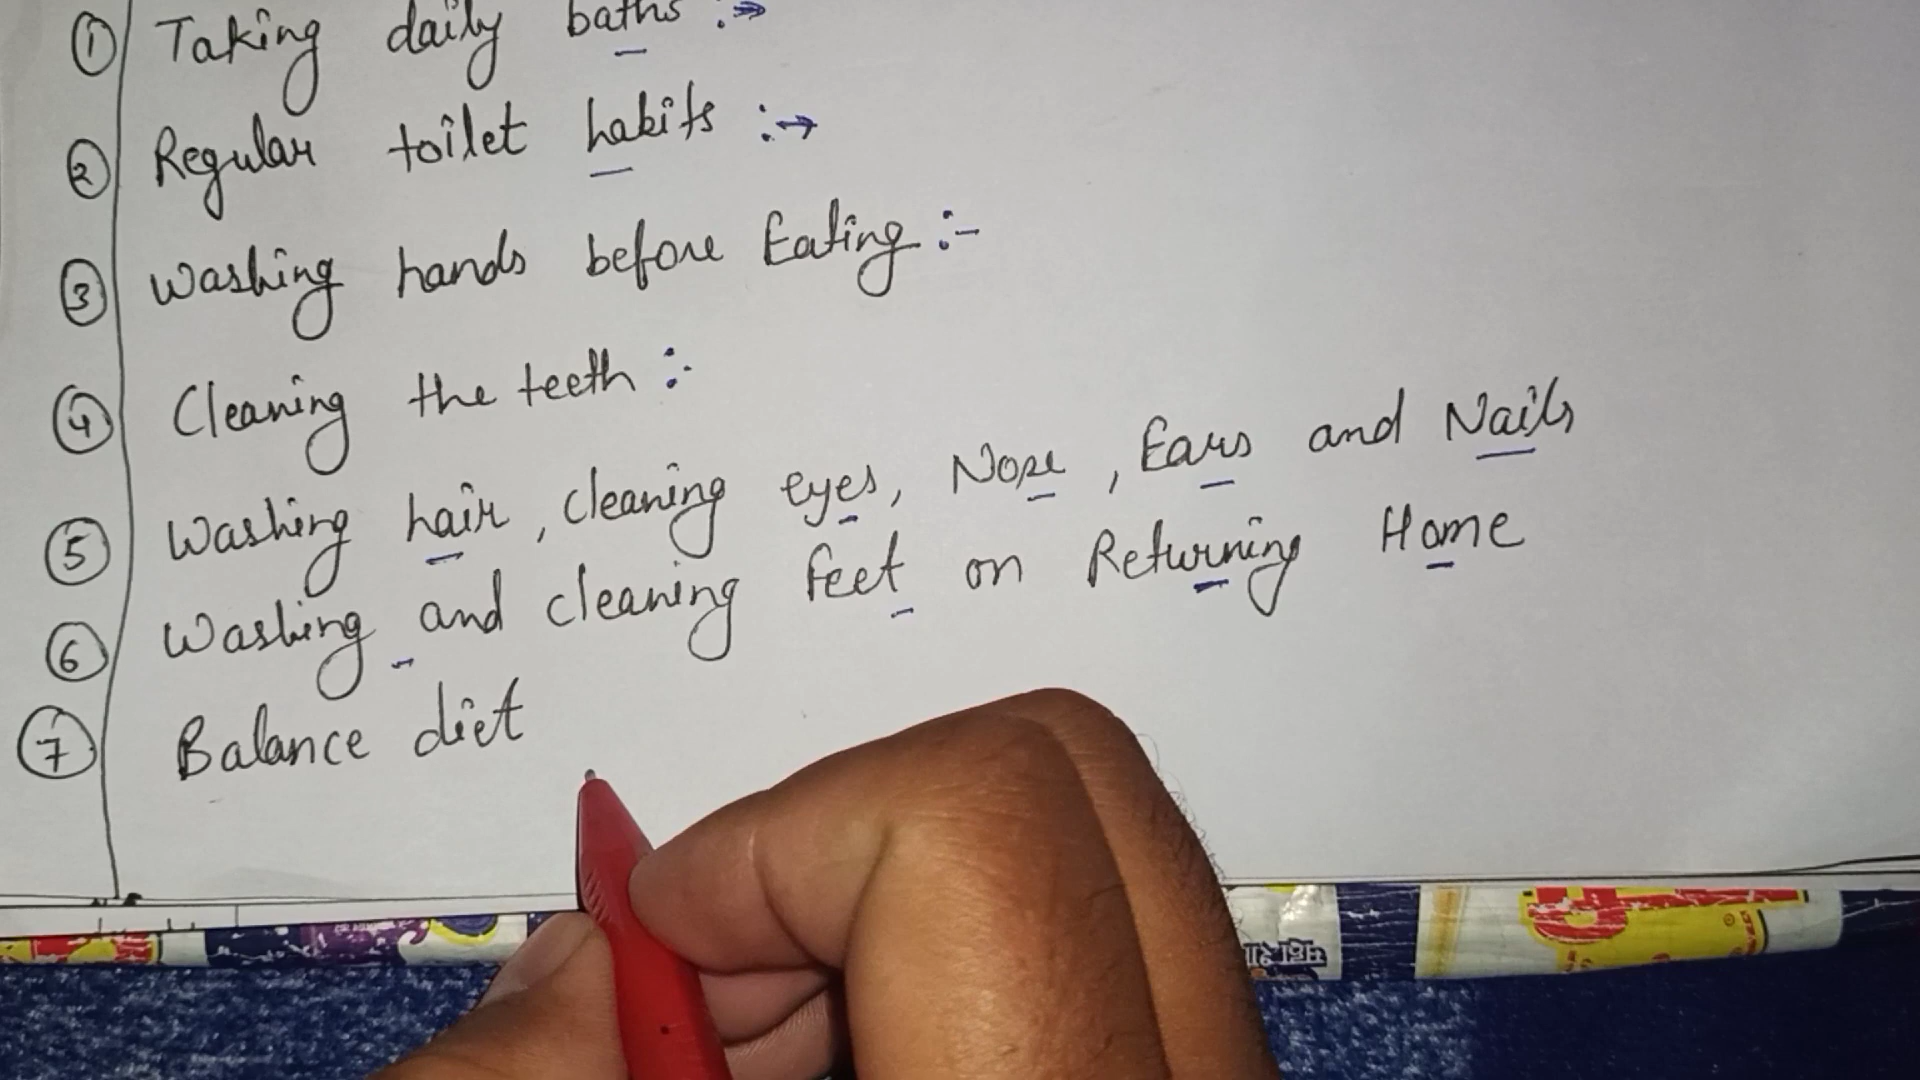 ① Taking daily baths :→
② Regular toilet habits :→
③ Washing hands before Eating :-
④ Cleaning the teeth :-
⑤ Washing hair, cleaning eyes, Nose, Ears and Nails
⑥ Washing and cleaning feet on Returning Home
⑦ Balance diet